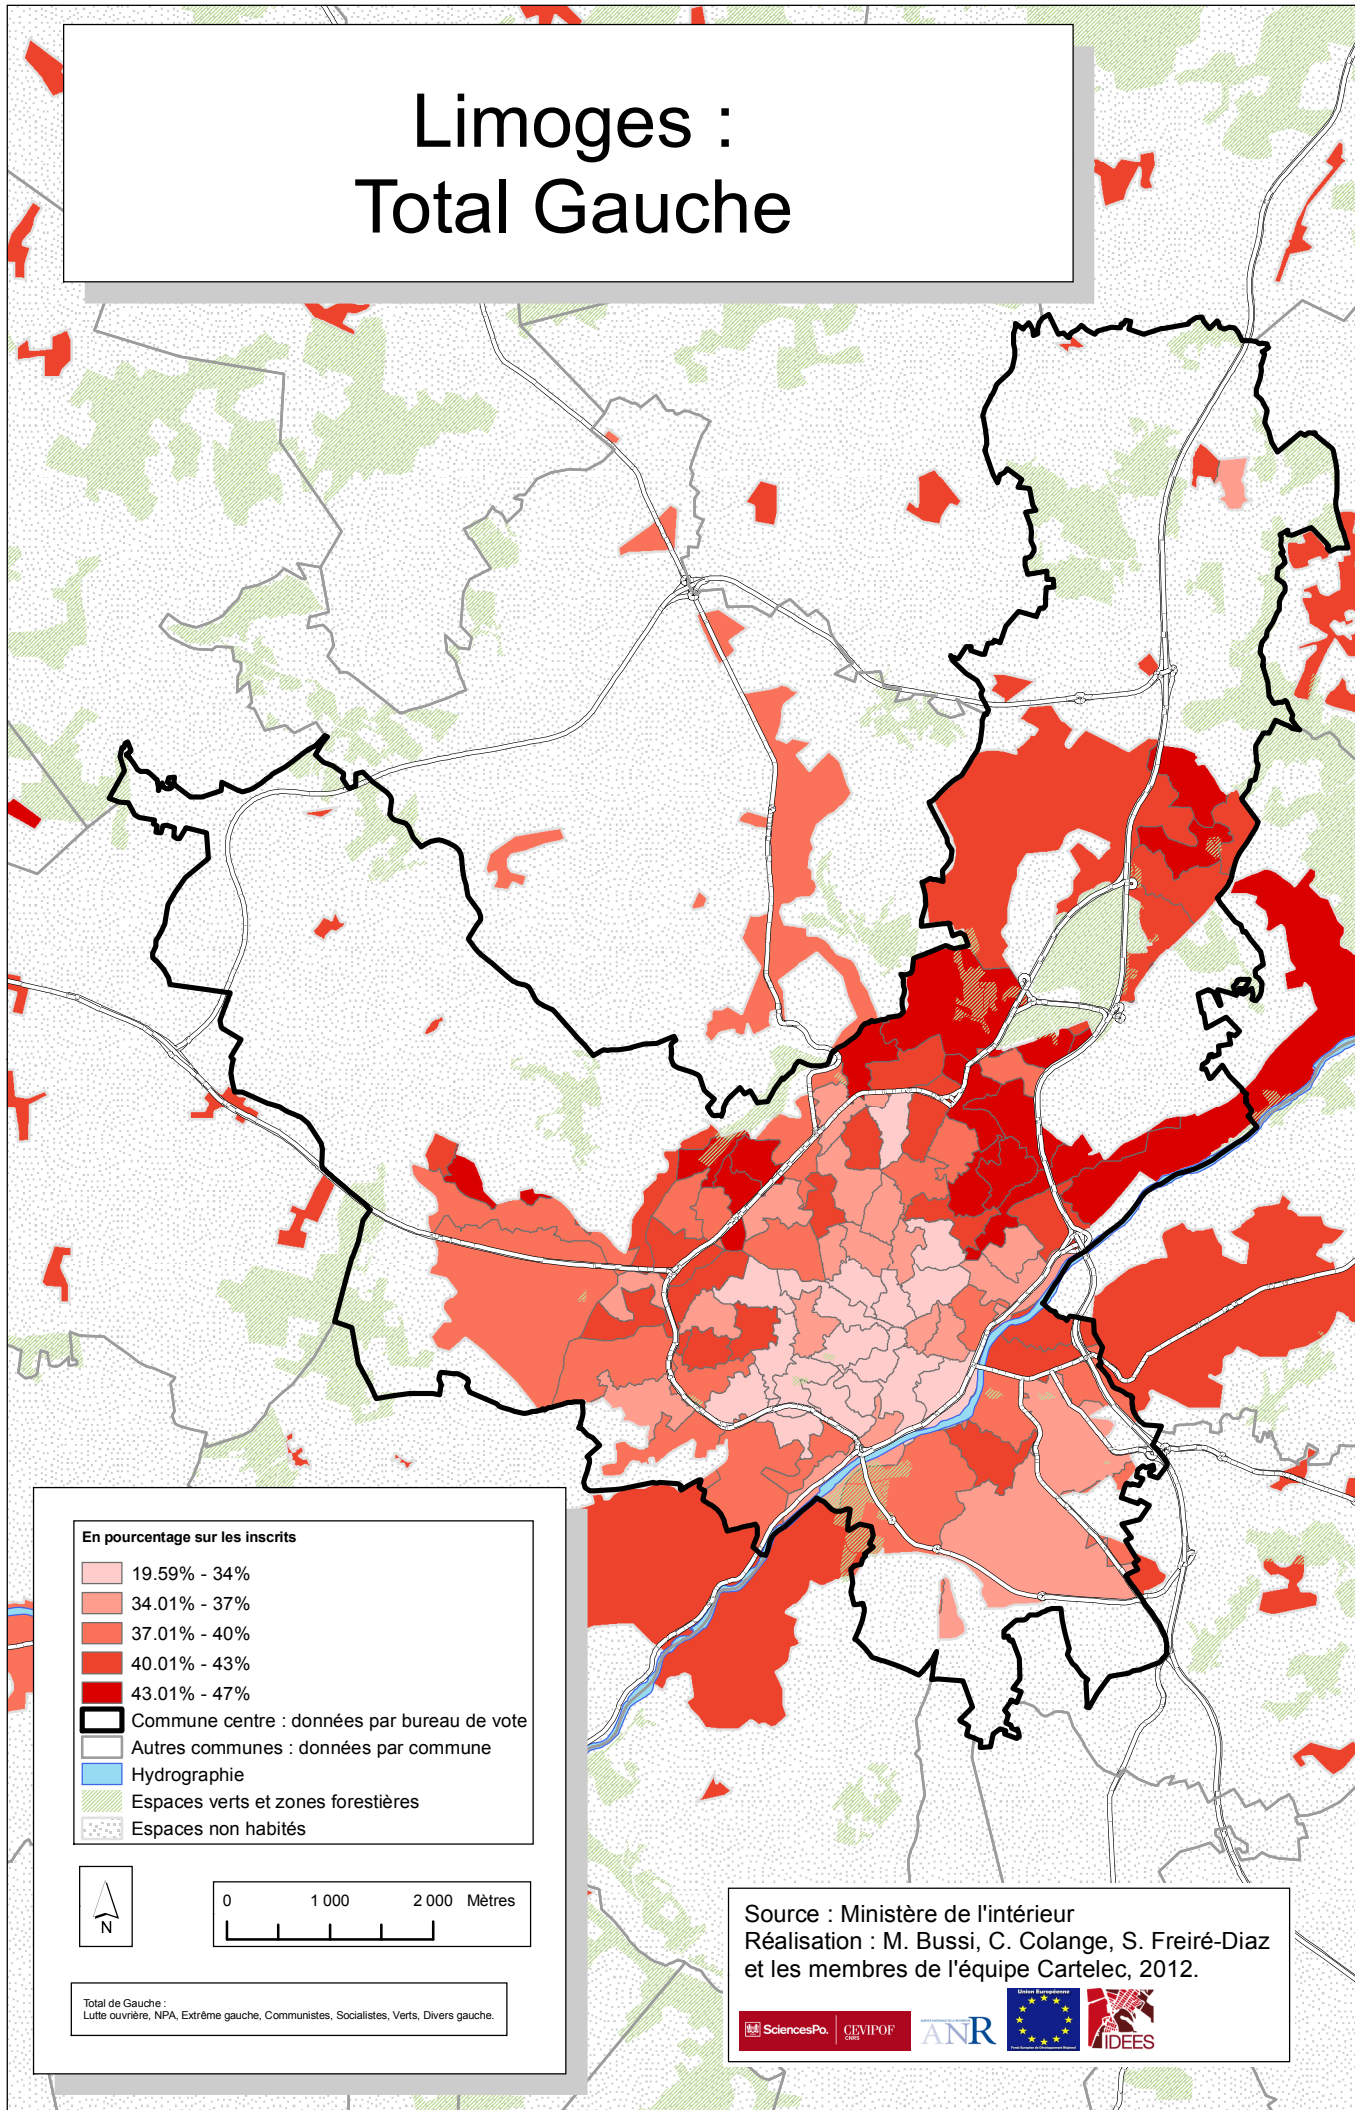 Limoges :
Total Gauche
En pourcentage sur les inscrits
19.59% - 34%
34.01% - 37%
37.01% - 40%
40.01% - 43%
43.01% - 47%
Commune centre : données par bureau de vote
Autres communes : données par commune
Hydrographie
Espaces verts et zones forestières
Espaces non habités
N
0 1 000 2 000 Mètres
Total de Gauche :
Lutte ouvrière, NPA, Extrême gauche, Communistes, Socialistes, Verts, Divers gauche.
Source : Ministère de l'intérieur
Réalisation : M. Bussi, C. Colange, S. Freiré-Diaz
et les membres de l'équipe Cartelec, 2012.
SciencesPo.
CEVIPOF
CNRS
ANR
Union Européenne
IDEES